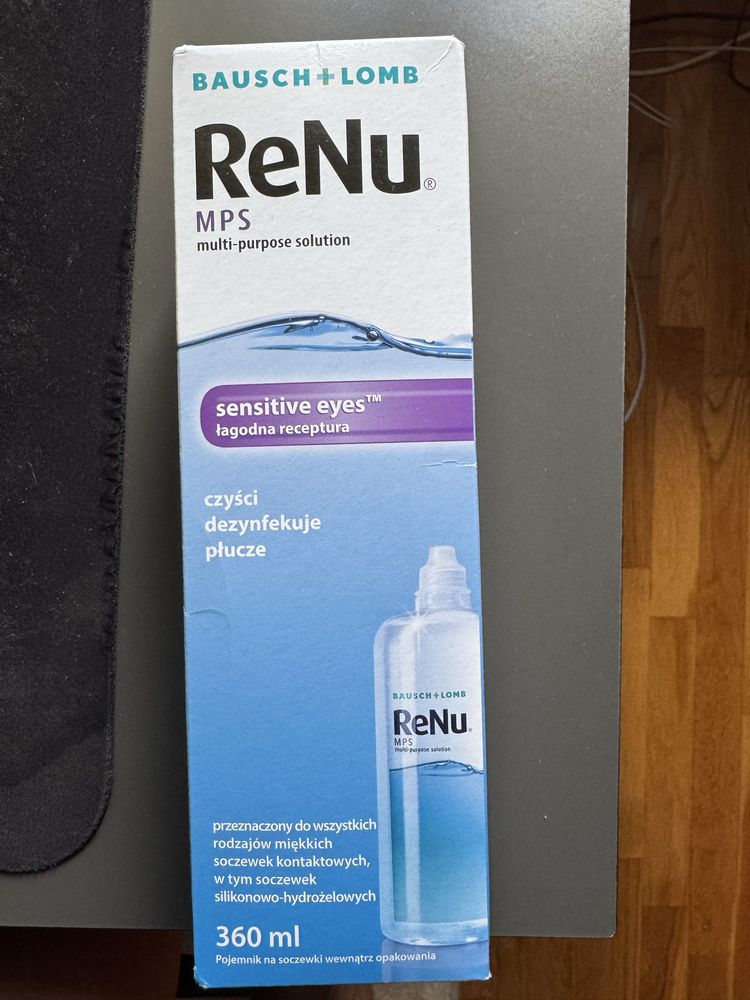 BAUSCH + LOMB
ReNu®
MPS
multi-purpose solution
sensitive eyes™
łagodna receptura
czyści
dezynfekuje
płucze
BAUSCH + LOMB
ReNu®
MPS
multi-purpose solution
przeznaczony do wszystkich
rodzajów miękkich
soczewek kontaktowych,
w tym soczewek
silikonowo-hydrożelowych
360 ml
Pojemnik na soczewki wewnątrz opakowania